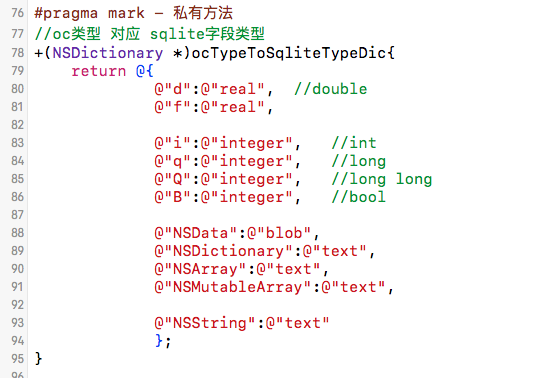 76 #pragma mark - 私有方法
77 //oc类型 对应 sqlite字段类型
78 +(NSDictionary *)ocTypeToSqliteTypeDic{
79     return @{
80              @"d":@"real",  //double
81              @"f":@"real",
82
83              @"i":@"integer",   //int
84              @"q":@"integer",   //long
85              @"Q":@"integer",   //long long
86              @"B":@"integer",   //bool
87
88              @"NSData":@"blob",
89              @"NSDictionary":@"text",
90              @"NSArray":@"text",
91              @"NSMutableArray":@"text",
92
93              @"NSString":@"text"
94              };
95 }
96